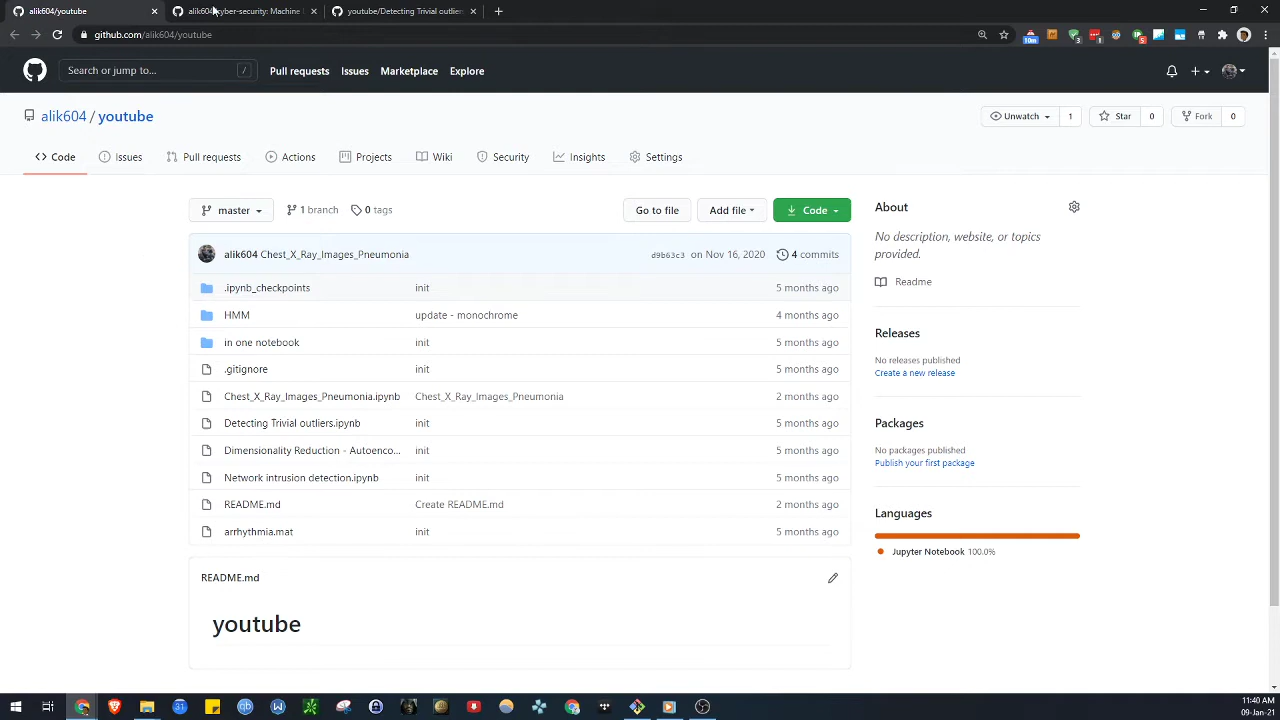 alik604/youtube
alik604/cyber-security: Machine
youtube/Detecting Trivial outliers
github.com/alik604/youtube
10m
3
1
5
Search or jump to...
/
Pull requests
Issues
Marketplace
Explore
alik604 / youtube
Unwatch
1
Star
0
Fork
0
<> Code
Issues
Pull requests
Actions
Projects
Wiki
Security
Insights
Settings
master
1 branch
0 tags
Go to file
Add file
Code
alik604 Chest_X_Ray_Images_Pneumonia
d9b63c3 on Nov 16, 2020
4 commits
.ipynb_checkpoints init 5 months ago
HMM update - monochrome 4 months ago
in one notebook init 5 months ago
.gitignore init 5 months ago
Chest_X_Ray_Images_Pneumonia.ipynb Chest_X_Ray_Images_Pneumonia 2 months ago
Detecting Trivial outliers.ipynb init 5 months ago
Dimensionality Reduction - Autoenco... init 5 months ago
Network intrusion detection.ipynb init 5 months ago
README.md Create README.md 2 months ago
arrhythmia.mat init 5 months ago
README.md
youtube
About
No description, website, or topics
provided.
Readme
Releases
No releases published
Create a new release
Packages
No packages published
Publish your first package
Languages
Jupyter Notebook 100.0%
11:40 AM
09-Jan-21